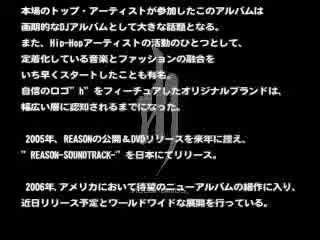 本場のトップ・アーティストが参加したこのアルバムは
画期的なDJアルバムとして大きな話題となる。
また、Hip-Hopアーティストの活動のひとつとして、
定着化している音楽とファッションの融合を
いち早くスタートしたことも有名。
自信のロゴ" h"をフィーチュアしたオリジナルブランドは、
幅広い層に認知されるまでになった。
2005年、REASONの公開&DVDリリースを来年に控え、
" REASON-SOUNDTRACK-"を日本にてリリース。
2006年、アメリカにおいて待望のニューアルバムの制作に入り、
近日リリース予定とワールドワイドな展開を行っている。